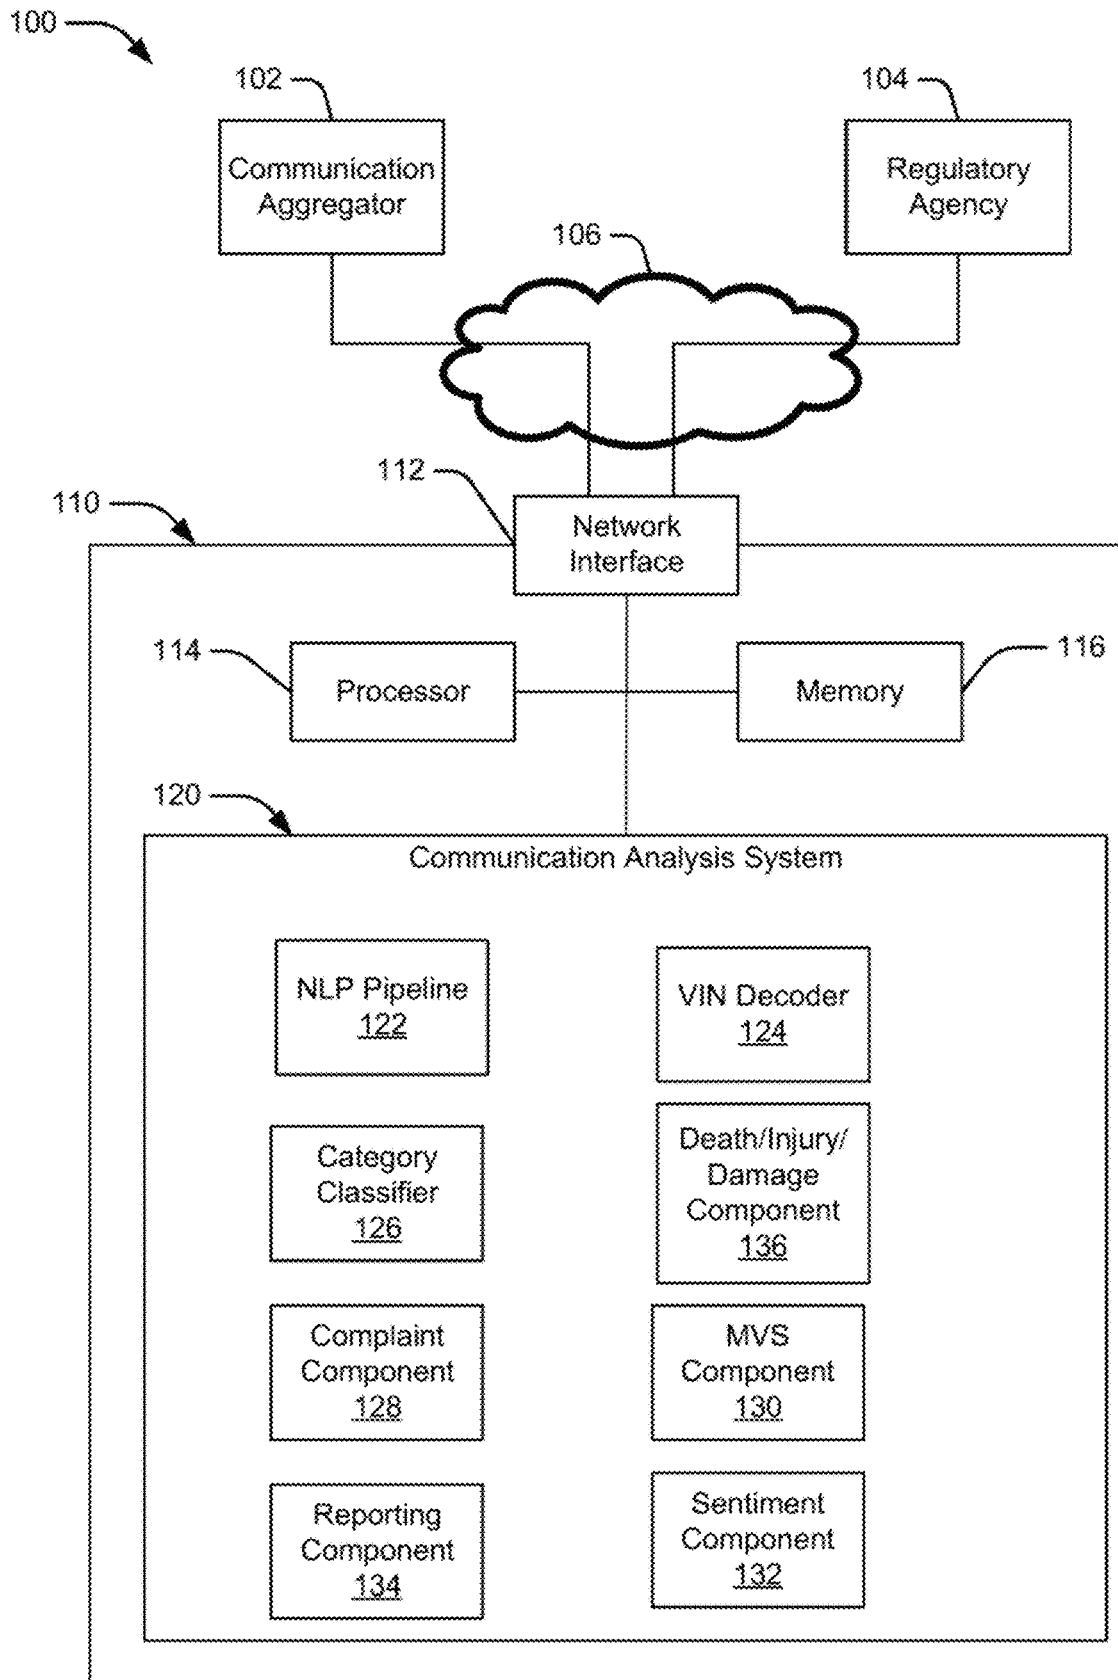 100
102
104
Communication
Aggregator
Regulatory
Agency
106
112
110
Network
Interface
114
Processor
Memory
116
120
Communication Analysis System
NLP Pipeline
122
VIN Decoder
124
Category
Classifier
126
Death/Injury/
Damage
Component
136
Complaint
Component
128
MVS
Component
130
Reporting
Component
134
Sentiment
Component
132